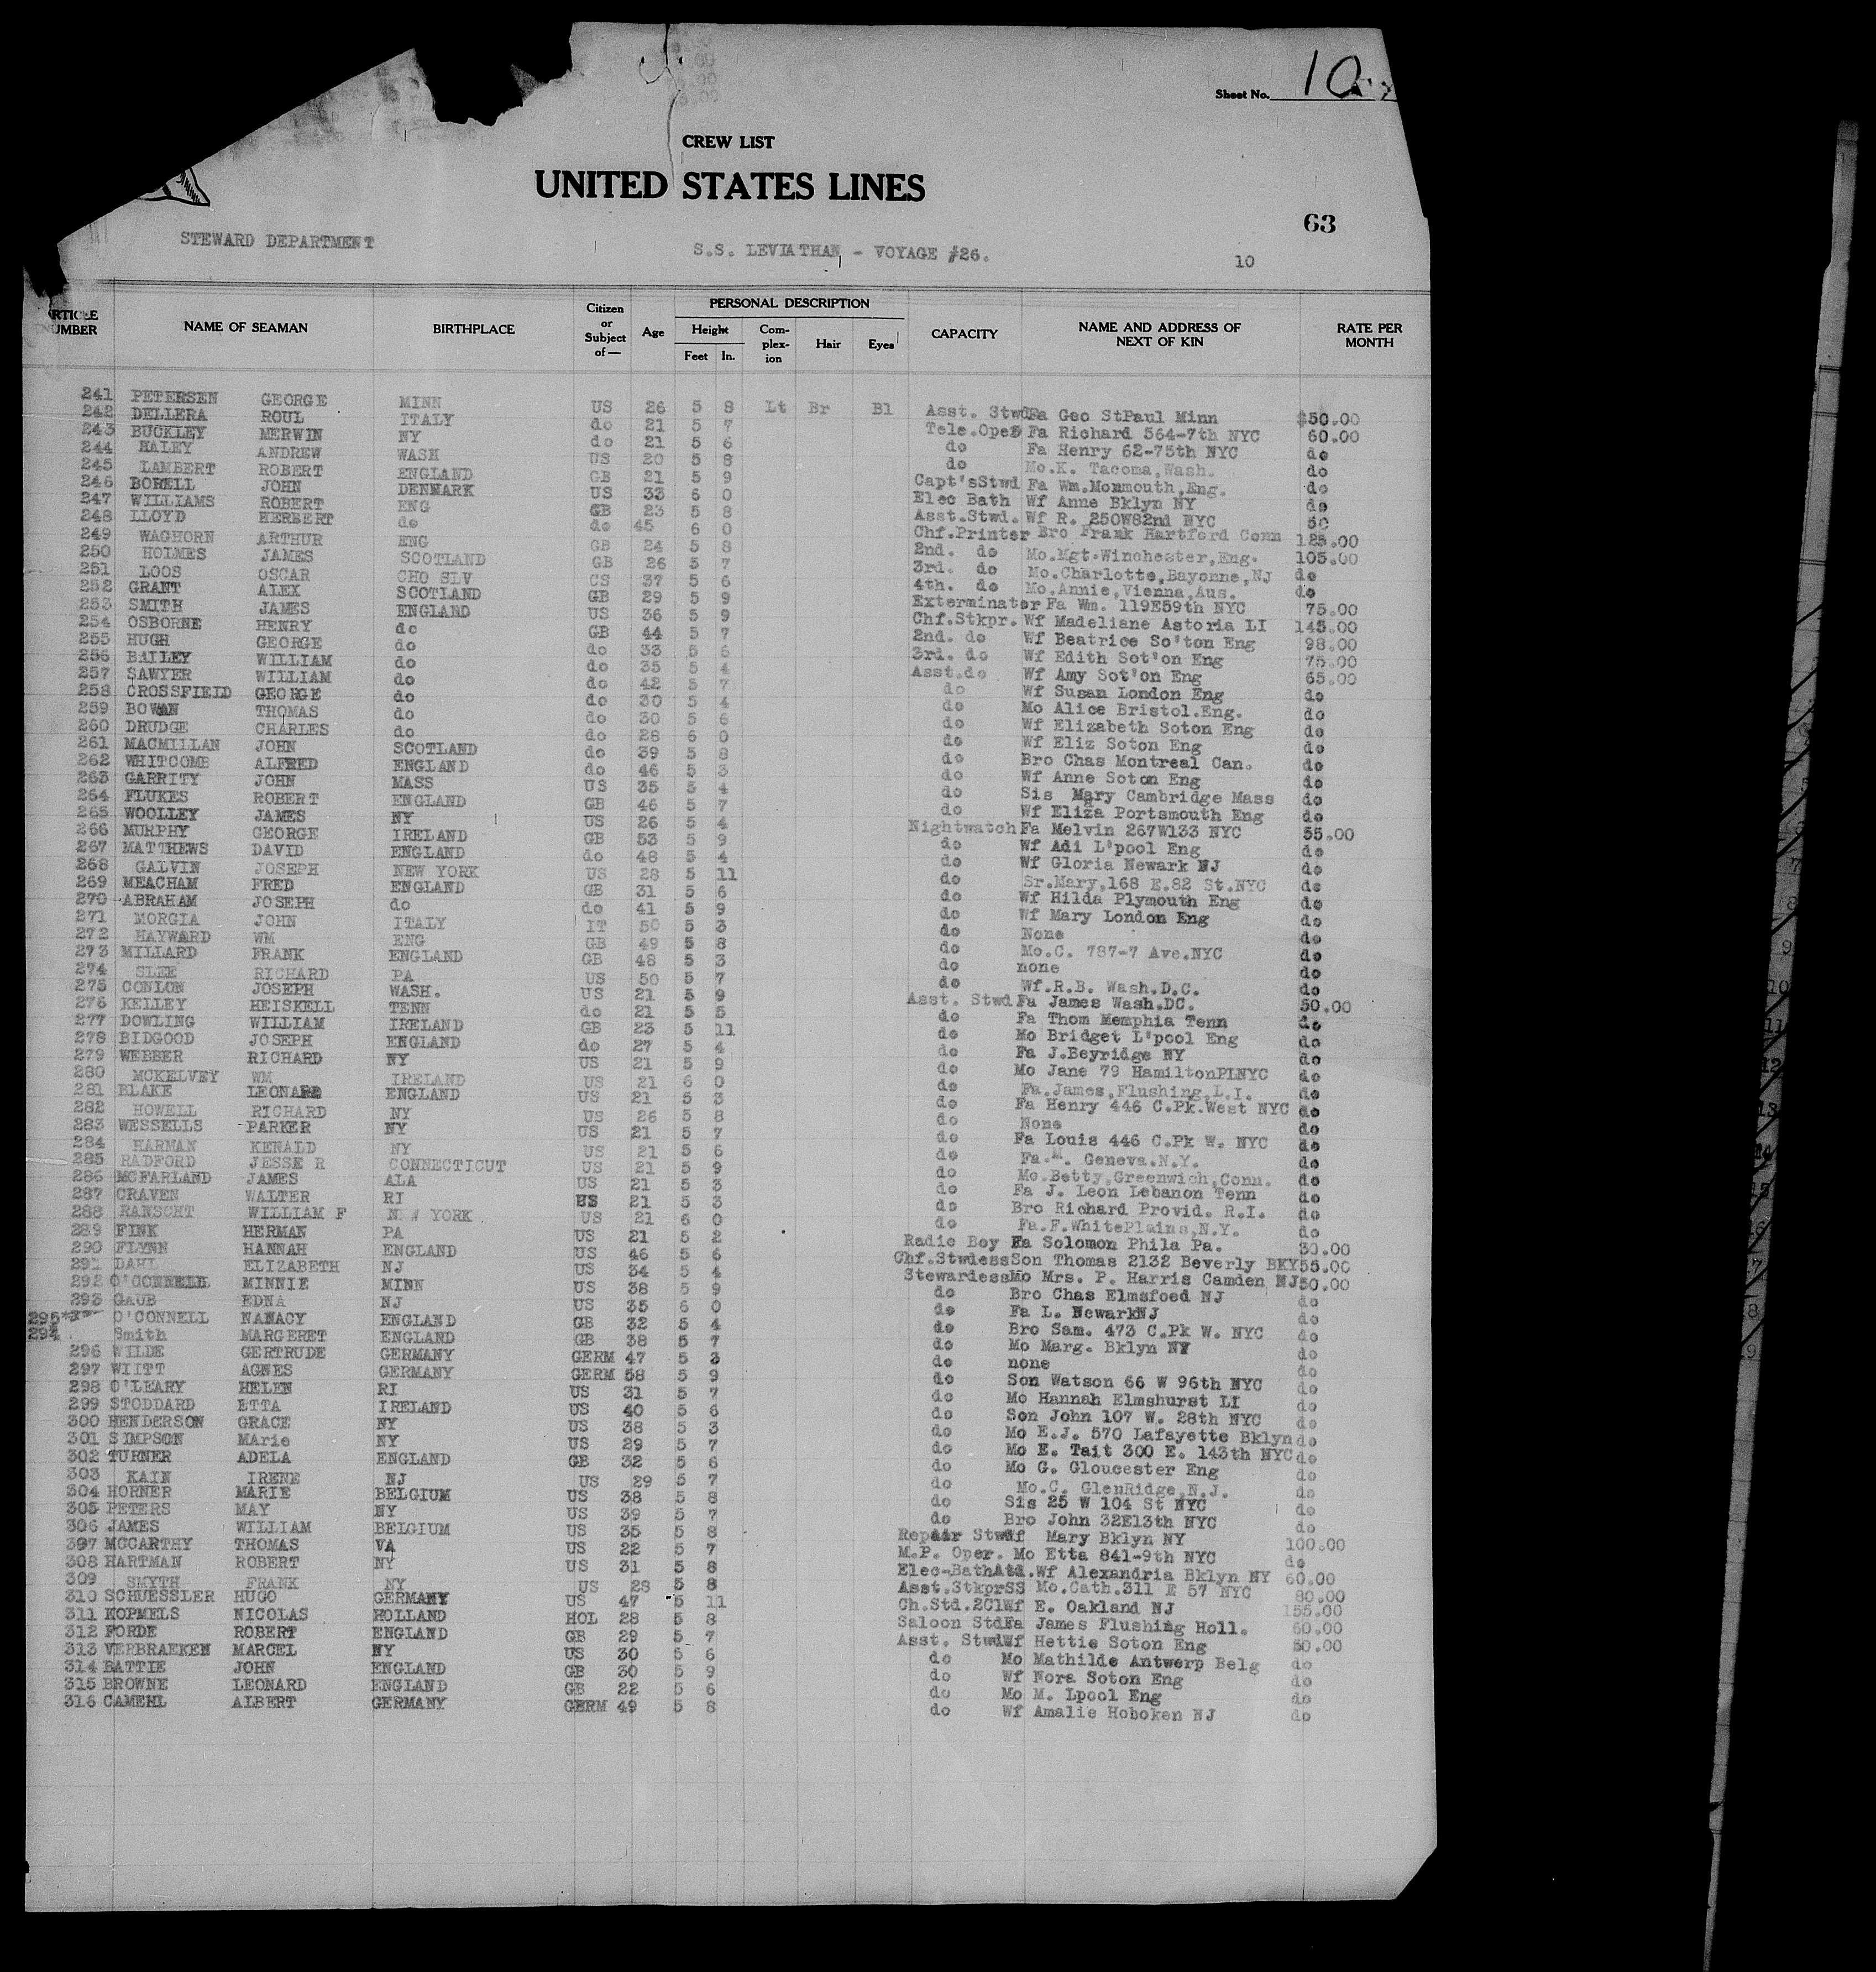 Sheet No. 10
CREW LIST
UNITED STATES LINES
63
STEWARD DEPARTMENT S.S. LEVIATHAN - VOYAGE #26. 10
RTICLE NUMBER NAME OF SEAMAN BIRTHPLACE Citizen or Subject of— Age PERSONAL DESCRIPTION Height Feet In. Complexion Hair Eyes CAPACITY NAME AND ADDRESS OF NEXT OF KIN RATE PER MONTH
241 PETERSEN GEORGE MINN US 26 5 8 Lt Br Bl Asst. Stwd Fa Geo StPaul Minn $50.00
242 DELLERA ROUL ITALY do 21 5 7 Tele.Oper Fa Richard 564-7th NYC 60.00
243 BUCKLEY MERWIN NY do 21 5 6 do Fa Henry 62-75th NYC do
244 HALEY ANDREW WASH US 20 5 8 do Mo.K. Tacoma,Wash. do
245 LAMBERT ROBERT ENGLAND GB 21 5 9 Capt'sStwd Fa Wm.Monmouth,Eng. do
246 BORELL JOHN DENMARK US 33 6 0 Elec Bath Wf Anne Bklyn NY do
247 WILLIAMS ROBERT ENG GB 23 5 8 Asst.Stwd. Wf R. 250W82nd NYC 50
248 LLOYD HERBERT do do 45 6 0 Chf.Printer Bro Frank Hartford Conn 125.00
249 WAGHORN ARTHUR ENG GB 24 5 8 2nd. do Mo.Mgt.Winchester,Eng. 105.00
250 HOLMES JAMES SCOTLAND GB 26 5 7 3rd. do Mo.Charlotte,Bayonne,NJ do
251 LOOS OSCAR CHO SLV CS 37 5 6 4th. do Mo.Annie,Vienna,Aus. do
252 GRANT ALEX SCOTLAND GB 29 5 9 Exterminator Fa Wm. 119E59th NYC 75.00
253 SMITH JAMES ENGLAND US 36 5 9 Chf.Stkpr. Wf Madeliane Astoria LI 145.00
254 OSBORNE HENRY do GB 44 5 7 2nd. do Wf Beatrice So'ton Eng 98.00
255 HUGH GEORGE do do 33 5 6 3rd. do Wf Edith Sot'on Eng 75.00
256 BAILEY WILLIAM do do 35 5 4 Asst.do Wf Amy Sot'on Eng 65.00
257 SAWYER WILLIAM do do 42 5 7 do Wf Susan London Eng do
258 CROSSFIELD GEORGE do do 30 5 4 do Mo Alice Bristol.Eng. do
259 BOWAN THOMAS do do 30 5 6 do Wf Elizabeth Soton Eng do
260 DRUDGE CHARLES do do 28 6 0 do Wf Eliz Soton Eng do
261 MACMILLAN JOHN SCOTLAND do 39 5 8 do Bro Chas Montreal Can. do
262 WHITCOMB ALFRED ENGLAND do 46 5 3 do Wf Anne Soton Eng do
263 GARRITY JOHN MASS US 35 5 4 do Sis Mary Cambridge Mass do
264 FLUKES ROBERT ENGLAND GB 46 5 7 do Wf Eliza Portsmouth Eng do
265 WOOLLEY JAMES NY US 26 5 4 Nightwatch Fa Melvin 267W133 NYC 55.00
266 MURPHY GEORGE IRELAND GB 53 5 9 do Wf Adi L'pool Eng do
267 MATTHEWS DAVID ENGLAND do 48 5 4 do Wf Gloria Newark NJ do
268 GALVIN JOSEPH NEW YORK US 28 5 11 do Sr.Mary,168 E.82 St.NYC do
269 MEACHAM FRED ENGLAND GB 31 5 6 do Wf Hilda Plymouth Eng do
270 ABRAHAM JOSEPH do do 41 5 9 do Wf Mary London Eng do
271 MORGIA JOHN ITALY IT 50 5 3 do None do
272 HAYWARD WM ENG GB 49 5 8 do Mo.C. 787-7 Ave.NYC do
273 MILLARD FRANK ENGLAND GB 48 5 3 do none do
274 SLEE RICHARD PA US 50 5 7 do Wf.R.B. Wash.D.C. do
275 CONLON JOSEPH WASH. US 21 5 9 Asst. Stwd Fa James Wash.DC. 50.00
276 KELLEY HEISKELL TENN do 21 5 5 do Fa Thom Memphia Tenn do
277 DOWLING WILLIAM IRELAND GB 23 5 11 do Mo Bridget L'pool Eng do
278 BIDGOOD JOSEPH ENGLAND do 27 5 4 do Fa J.Beyridge NY do
279 WEBBER RICHARD NY US 21 5 9 do Mo Jane 79 HamiltonPlNYC do
280 MCKELVEY WM IRELAND US 21 6 0 do Fa.James,Flushing,L.I. do
281 BLAKE LEONARD ENGLAND US 21 5 3 do Fa Henry 446 C.Pk.West NYC do
282 HOWELL RICHARD NY US 26 5 8 do None do
283 WESSELLS PARKER NY US 21 5 7 do Fa Louis 446 C.Pk W. NYC do
284 HARMAN KENALD NY US 21 5 6 do Fa.M. Geneva.N.Y. do
285 RADFORD JESSE R CONNECTICUT US 21 5 9 do Mo.Betty,Greenwich,Conn. do
286 MCFARLAND JAMES ALA US 21 5 3 do Fa J. Leon Lebanon Tenn do
287 CRAVEN WALTER RI US 21 5 3 do Bro Richard Provid. R.I. do
288 RANSCHT WILLIAM F NEW YORK US 21 6 0 do Fa.F.WhitePlains,N.Y. do
289 FINK HERMAN PA US 21 5 2 Radio Boy Fa Solomon Phila Pa. 30.00
290 FLYNN HANNAH ENGLAND US 46 5 6 Chf.Stwdess Son Thomas 2132 Beverly BKY 55.00
291 DAHL ELIZABETH NJ US 34 5 4 Stewardess Mo Mrs. P. Harris Camden NJ 50.00
292 O'CONNELL MINNIE MINN US 38 5 9 do Bro Chas Elmsfoed NJ do
293 GAUB EDNA NJ US 35 6 0 do Fa L. NewarkNJ do
295 O'CONNELL NANACY ENGLAND GB 32 5 4 do Bro Sam. 473 C.Pk W. NYC do
294 Smith MARGERET ENGLAND GB 38 5 7 do Mo Marg. Bklyn NY do
296 WILDE GERTRUDE GERMANY GERM 47 5 3 do none do
297 WIITT AGNES GERMANY GERM 58 5 9 do Son Watson 66 W 96th NYC do
298 O'LEARY HELEN RI US 31 5 7 do Mo Hannah Elmshurst LI do
299 STODDARD ETTA IRELAND US 40 5 6 do Son John 107 W. 28th NYC do
300 HENDERSON GRACE NY US 38 5 3 do Mo E.J. 570 Lafayette Bklyn do
301 SIMPSON MArie NY US 29 5 7 do Mo E. Tait 300 E. 143th NYC do
302 TURNER ADELA ENGLAND GB 32 5 6 do Mo G. Gloucester Eng do
303 KAIN IRENE NJ US 29 5 7 do Mo.C. GlenRidge,N.J. do
304 HORNER MARIE BELGIUM US 38 5 8 do Sis 25 W 104 St NYC do
305 PETERS MAY NY US 39 5 7 do Bro John 32E13th NYC do
306 JAMES WILLIAM BELGIUM US 35 5 8 Repair Stwd Wf Mary Bklyn NY 100.00
397 MCCARTHY THOMAS VA US 22 5 7 M.P. Oper. Mo Etta 841-9th NYC do
308 HARTMAN ROBERT NY US 31 5 8 Elec-BathAtd. Wf Alexandria Bklyn NY 60.00
309 SMYTH FRANK NY US 28 5 8 Asst.StkprSS Mo.Cath.311 E 57 NYC 80.00
310 SCHUESSLER HUGO GERMANY US 47 5 11 Ch.Std.2Cl Wf E. Oakland NJ 155.00
311 KOPMELS NICOLAS HOLLAND HOL 28 5 8 Saloon Std Fa James Flushing Holl. 60.00
312 FORDE ROBERT ENGLAND GB 29 5 7 Asst. Stwd Wf Hettie Soton Eng 50.00
313 VERBRAEKEN MARCEL NY US 30 5 6 do Mo Mathilde Antwerp Belg do
314 BATTIE JOHN ENGLAND GB 30 5 9 do Wf Nora Soton Eng do
315 BROWNE LEONARD ENGLAND GB 22 5 6 do Mo M. Lpool Eng do
316 CAMEHL ALBERT GERMANY GERM 49 5 8 do Wf Amalie Hoboken NJ do